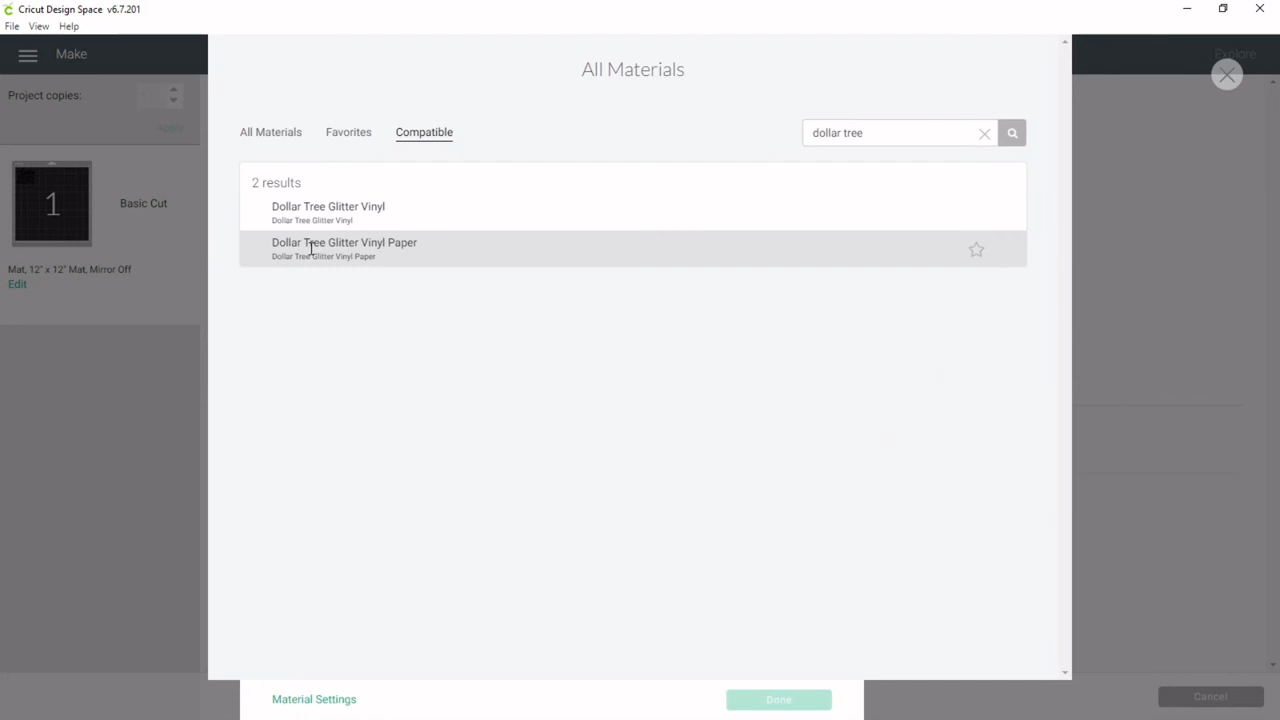 Cricut Design Space v6.7.201
File View Help
Make
Explore
All Materials
Project copies:
Apply
All Materials Favorites Compatible
dollar tree
2 results
Dollar Tree Glitter Vinyl
Dollar Tree Glitter Vinyl
Dollar Tree Glitter Vinyl Paper
Dollar Tree Glitter Vinyl Paper
1
Basic Cut
Mat, 12" x 12" Mat, Mirror Off
Edit
Material Settings
Done
Cancel